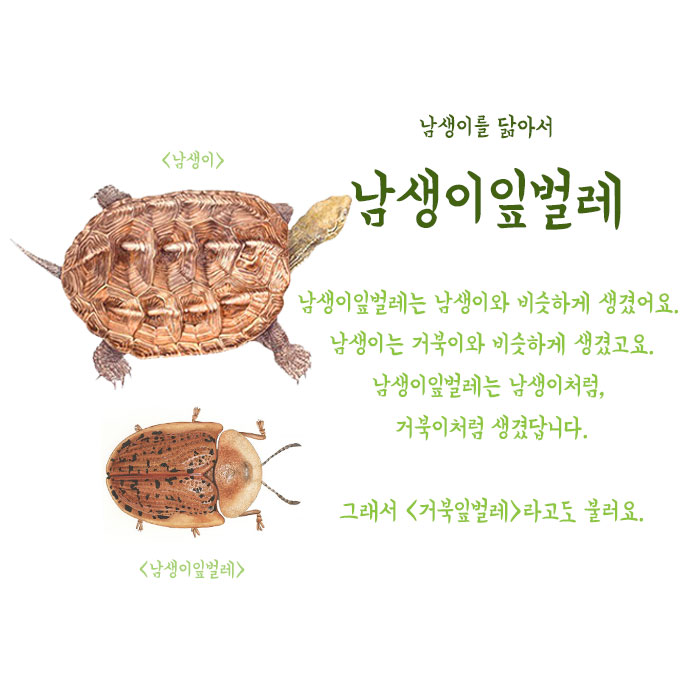 남생이를 닮아서
<남생이>
남생이잎벌레
남생이잎벌레는 남생이와 비슷하게 생겼어요.
남생이는 거북이와 비슷하게 생겼고요.
남생이잎벌레는 남생이처럼,
거북이처럼 생겼답니다.
그래서 <거북잎벌레>라고도 불러요.
<남생이잎벌레>